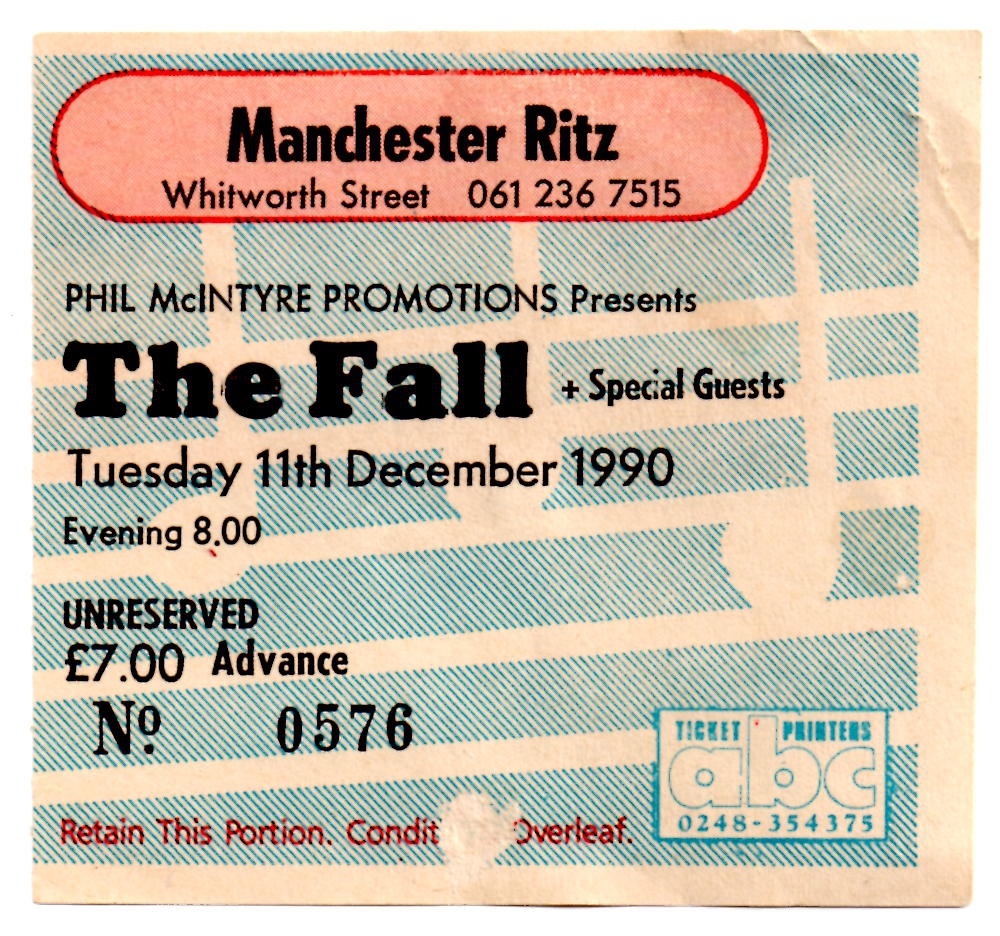 Manchester Ritz
Whitworth Street 061 236 7515
PHIL McINTYRE PROMOTIONS Presents
The Fall + Special Guests
Tuesday 11th December 1990
Evening 8.00
UNRESERVED
£7.00 Advance
Nº 0576
Retain This Portion. Condit Overleaf.
TICKET PRINTERS
abc
0248-354375